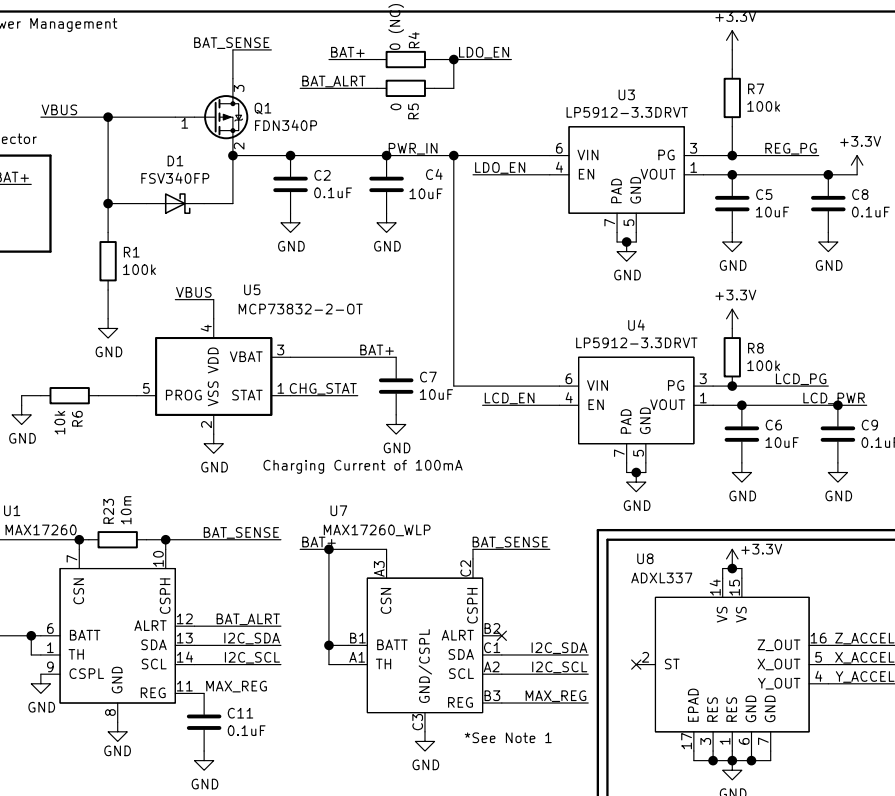 wer Management
0 (NC)
R4
BAT_SENSE
BAT+
LDO_EN
BAT_ALRT
0
R5
VBUS
3
Q1
1
FDN340P
2
+3.3V
R7
100k
U3
LP5912-3.3DRVT
ector
BAT+
D1
FSV340FP
PWR_IN
6 VIN PG 3 REG_PG
+3.3V
LDO_EN 4 EN VOUT 1
PAD
GND
7
5
GND
C2
0.1uF
GND
C4
10uF
GND
C5
10uF
GND
C8
0.1uF
GND
R1
100k
GND
VBUS
U5
MCP73832-2-OT
4
VDD
VBAT 3 BAT+
5 PROG
VSS
STAT 1 CHG_STAT
2
GND
10k
R6
GND
C7
10uF
GND
Charging Current of 100mA
+3.3V
R8
100k
U4
LP5912-3.3DRVT
6 VIN PG 3 LCD_PG
LCD_EN 4 EN VOUT 1 LCD_PWR
PAD
GND
7
5
GND
C6
10uF
GND
C9
0.1uF
GND
U1
MAX17260
R23
10m
BAT_SENSE
7
10
CSN
CSPH
6 BATT
ALRT 12 BAT_ALRT
1 TH
SDA 13 I2C_SDA
9 CSPL
SCL 14 I2C_SCL
GND
GND
REG 11 MAX_REG
8
GND
C11
0.1uF
GND
U7
MAX17260_WLP
BAT+
BAT_SENSE
A3
C2
CSN
CSPH
B1 BATT
ALRT B2
A1 TH
SDA C1 I2C_SDA
SCL A2 I2C_SCL
GND/CSPL
REG B3 MAX_REG
C3
GND
*See Note 1
U8
ADXL337
+3.3V
14
15
VS
VS
2 ST
Z_OUT 16 Z_ACCEL
X_OUT 5 X_ACCEL
Y_OUT 4 Y_ACCEL
EPAD
RES
RES
GND
GND
17
3
1
6
7
GND